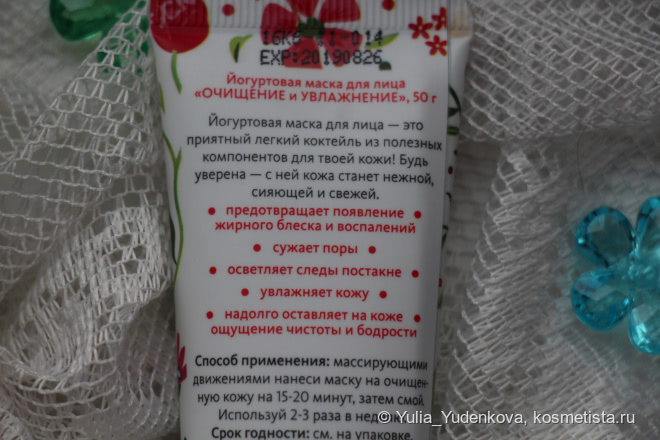 EXP:20190826
Йогуртовая маска для лица
«ОЧИЩЕНИЕ и УВЛАЖНЕНИЕ», 50 г
Йогуртовая маска для лица — это
приятный легкий коктейль из полезных
компонентов для твоей кожи! Будь
уверена — с ней кожа станет нежной,
сияющей и свежей.
• предотвращает появление •
жирного блеска и воспалений
• сужает поры •
• осветляет следы постакне •
• увлажняет кожу •
• надолго оставляет на коже •
ощущение чистоты и бодрости
Способ применения: массирующими
движениями нанеси маску на очищен-
ную кожу на 15-20 минут, затем смой.
Используй 2-3 раза в
Срок годности: см. на упаковке.
© Yulia_Yudenkova, kosmetista.ru